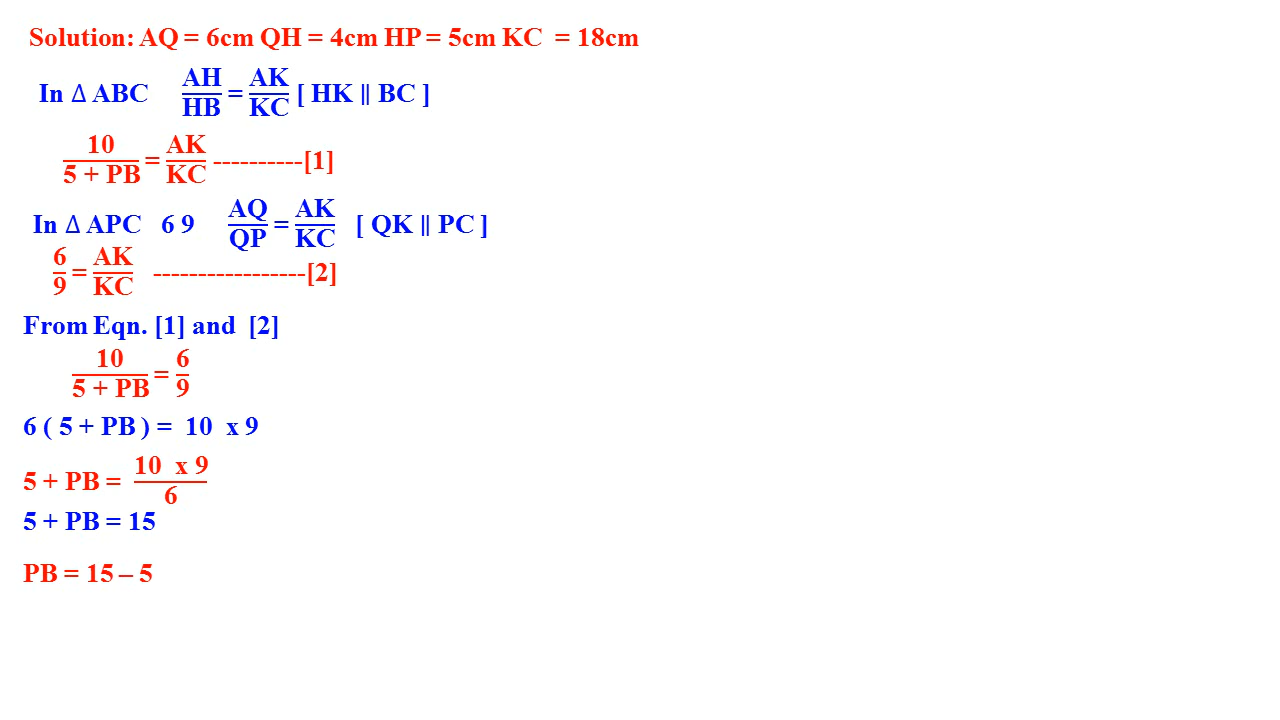 Solution: AQ = 6cm QH = 4cm HP = 5cm KC = 18cm
In Δ ABC AH/HB = AK/KC [ HK || BC ]
10/5 + PB = AK/KC ----------[1]
In Δ APC 6 9 AQ/QP = AK/KC [ QK || PC ]
6/9 = AK/KC -----------------[2]
From Eqn. [1] and [2]
10/5 + PB = 6/9
6 ( 5 + PB ) = 10 x 9
5 + PB = 10 x 9/6
5 + PB = 15
PB = 15 – 5